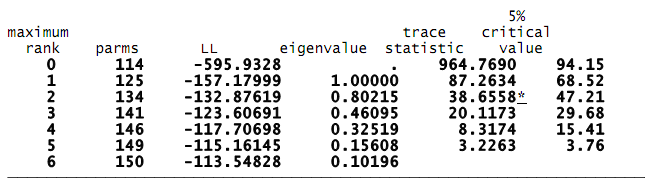 5%
maximum trace critical
rank parms LL eigenvalue statistic value
0 114 -595.9328 . 964.7690 94.15
1 125 -157.17999 1.00000 87.2634 68.52
2 134 -132.87619 0.80215 38.6558* 47.21
3 141 -123.60691 0.46095 20.1173 29.68
4 146 -117.70698 0.32519 8.3174 15.41
5 149 -115.16145 0.15608 3.2263 3.76
6 150 -113.54828 0.10196